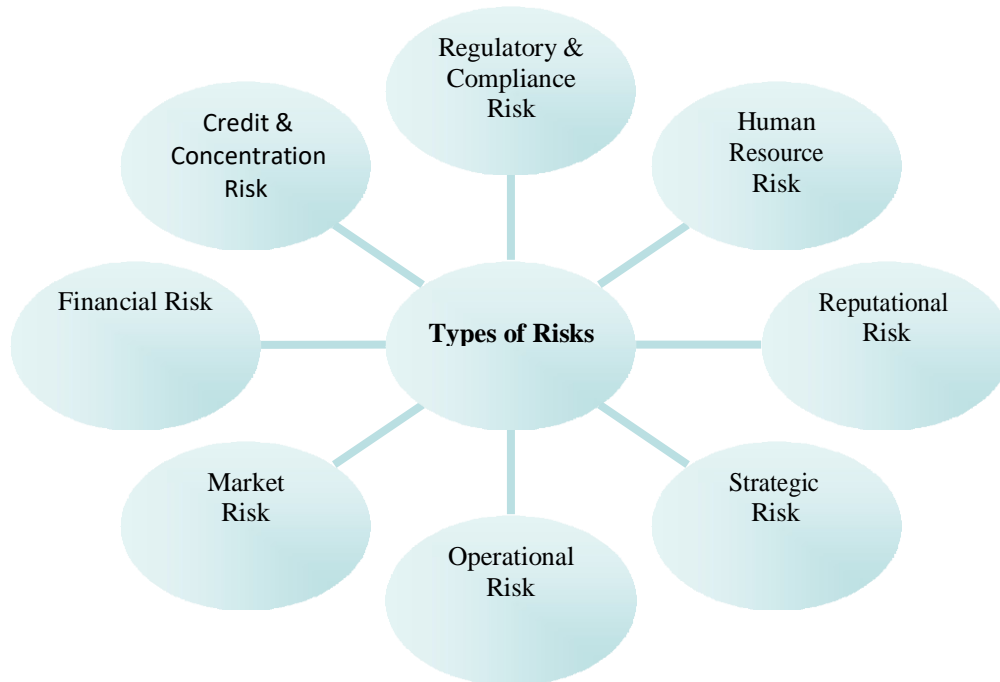 Regulatory &
Compliance
Risk
Human
Resource
Risk
Reputational
Risk
Strategic
Risk
Operational
Risk
Market
Risk
Financial Risk
Credit &
Concentration
Risk
Types of Risks